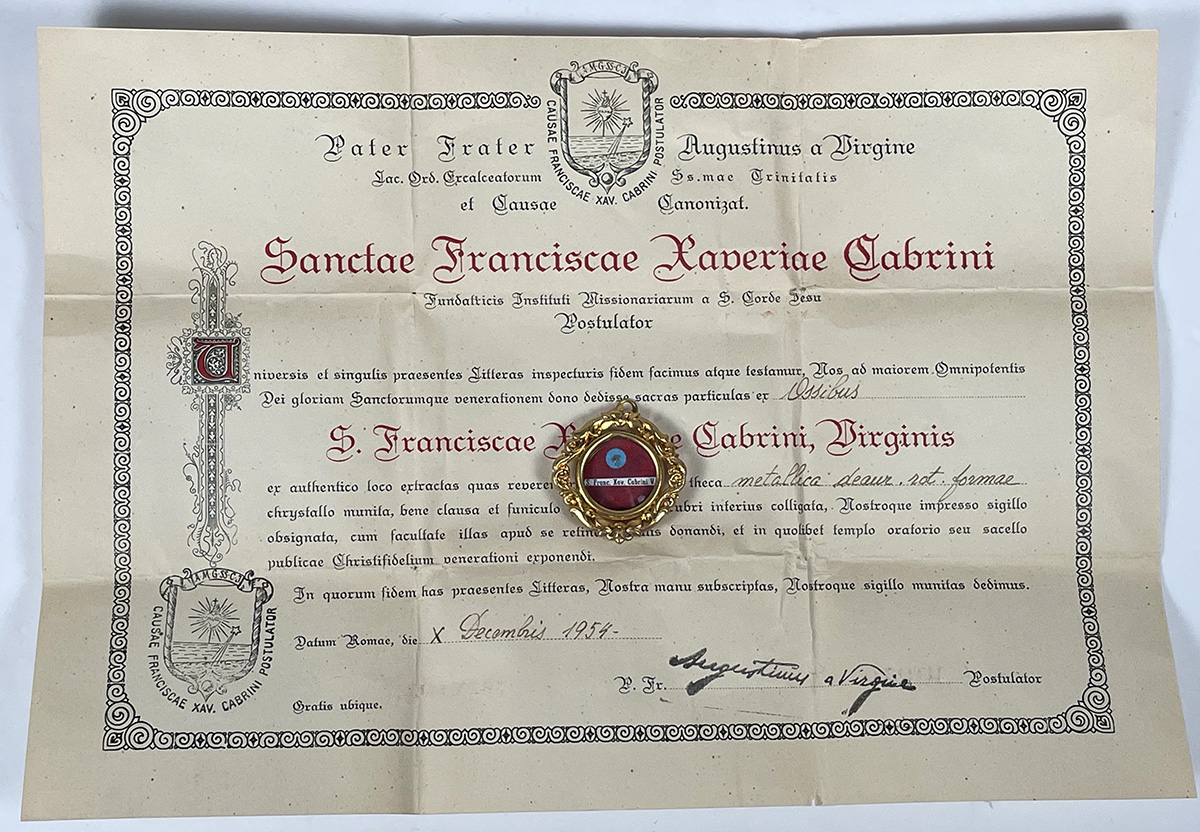 A.M.G.SS.C.J.
CAUSAE FRANCISCAE XAV. CABRINI POSTULATOR
Pater Frater Augustinus a Virgine
Sac. Ord. Excalceatorum Ss.mae Trinitatis
et Causae Canonizat.
Sanctae Franciscae Xaveriae Cabrini
Fundatricis Instituti Missionariarum a S. Corde Jesu
Postulator
Universis et singulis praesentes Litteras inspecturis fidem facimus atque testamur, Nos ad maiorem Omnipotentis
Dei gloriam Sanctorumque venerationem dono dedisse sacras particulas ex Ossibus
S. Franciscae X e Cabrini, Virginis
ex authentico loco extractas quas reveren theca metallica deaur. rot. formae
S. Franc. Xav. Cabrini V.
chrystallo munita, bene clausa et funiculo rubri inferius colligata, Nostroque impresso sigillo
obsignata, cum facultate illas apud se retin donandi, et in quolibet templo oratorio seu sacello
publicae Christifidelium venerationi exponendi.
In quorum fidem has praesentes Litteras, Nostra manu subscriptas, Nostroque sigillo munitas dedimus.
A.M.G.SS.C.J.
CAUSAE FRANCISCAE XAV. CABRINI POSTULATOR
Datum Romae, die X Decembris 1954-
P. Fr. Augustinus a Virgine Postulator
Gratis ubique.